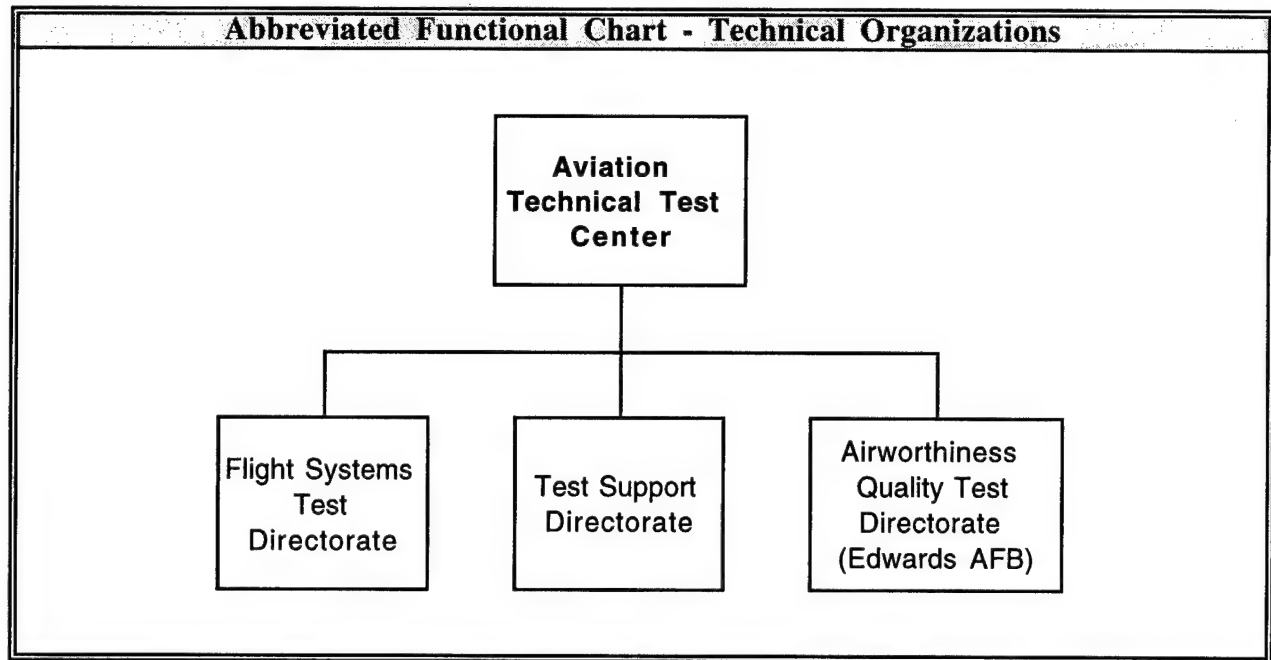 Abbreviated Functional Chart - Technical Organizations
Aviation
Technical Test
Center
Flight Systems
Test
Directorate
Test Support
Directorate
Airworthiness
Quality Test
Directorate
(Edwards AFB)